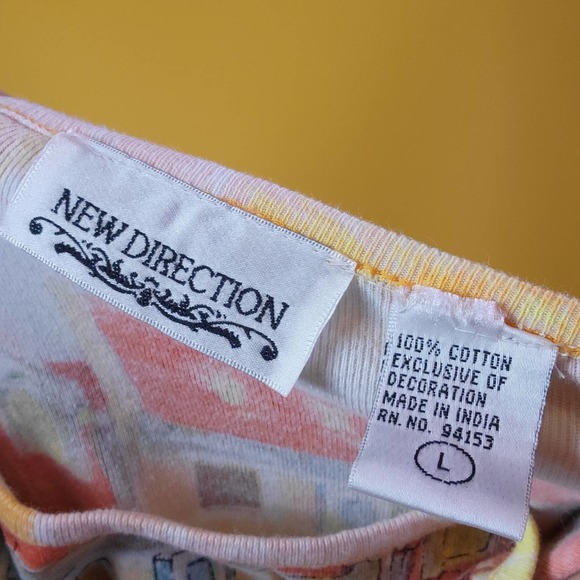 NEW DIRECTION
100% COTTON
EXCLUSIVE OF
DECORATION
MADE IN INDIA
RN. NO. 94153
L